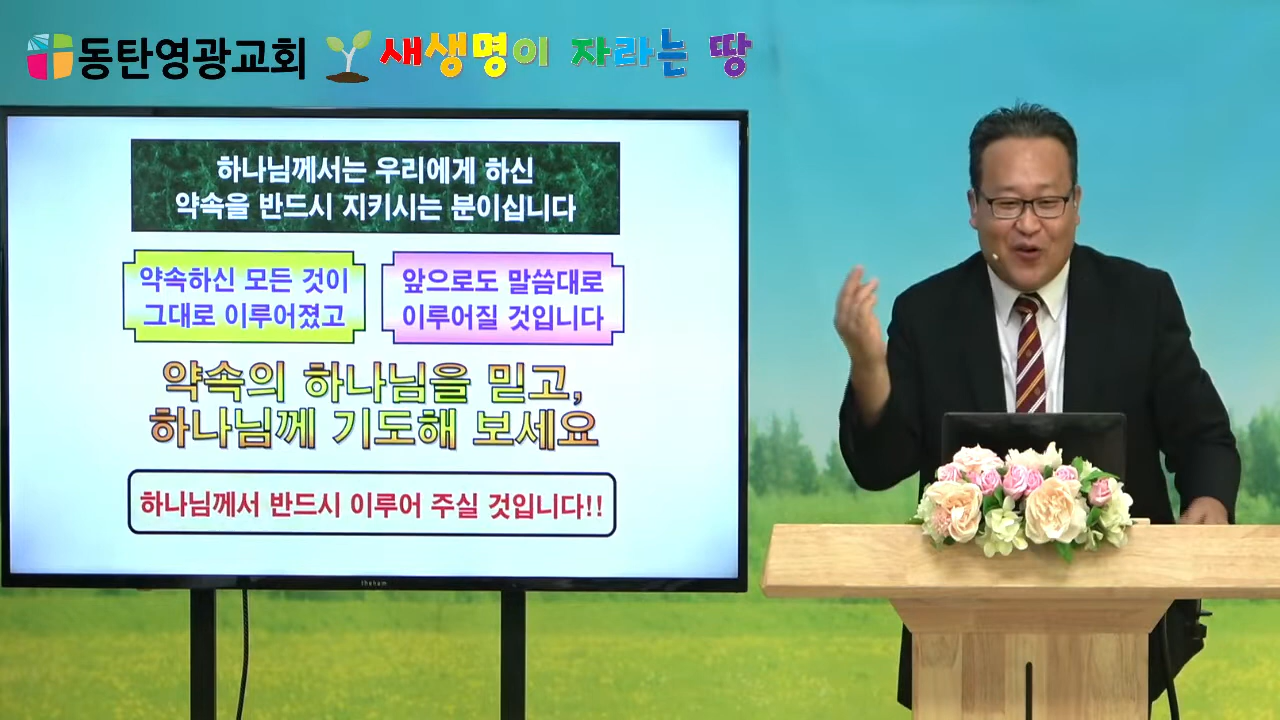 동탄영광교회 새생명이 자라는 땅
하나님께서는 우리에게 하신
약속을 반드시 지키시는 분이십니다
약속하신 모든 것이
그대로 이루어졌고
앞으로도 말씀대로
이루어질 것입니다
약속의 하나님을 믿고,
하나님께 기도해 보세요
하나님께서 반드시 이루어 주실 것입니다!!
theham